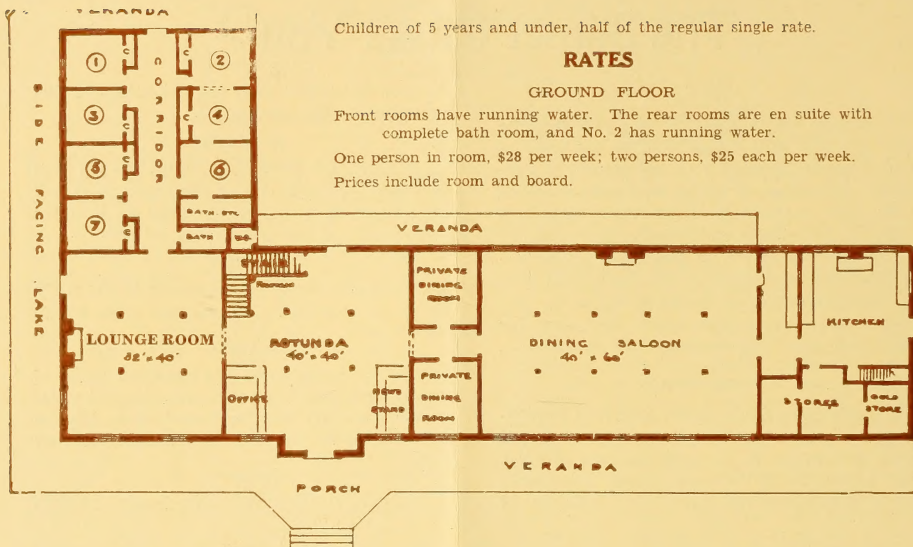 VERANDA
Children of 5 years and under, half of the regular single rate.
RATES
GROUND FLOOR
Front rooms have running water. The rear rooms are en suite with
complete bath room, and No. 2 has running water.
One person in room, $28 per week; two persons, $25 each per week.
Prices include room and board.
SIDE FACING LAKE
CORRIDOR
1
C
C
2
3
C
C
4
5
C
6
7
C
BATH. ETC.
BATH
VERANDA
STAIR
PRIVATE
DINING
ROOM
LOUNGE ROOM
32' x 40'
ROTUNDA
40' x 40'
DINING SALOON
40' x 60'
KITCHEN
OFFICE
NEWS
STAND
PRIVATE
DINING
ROOM
STORES
COLD
STORE
VERANDA
PORCH